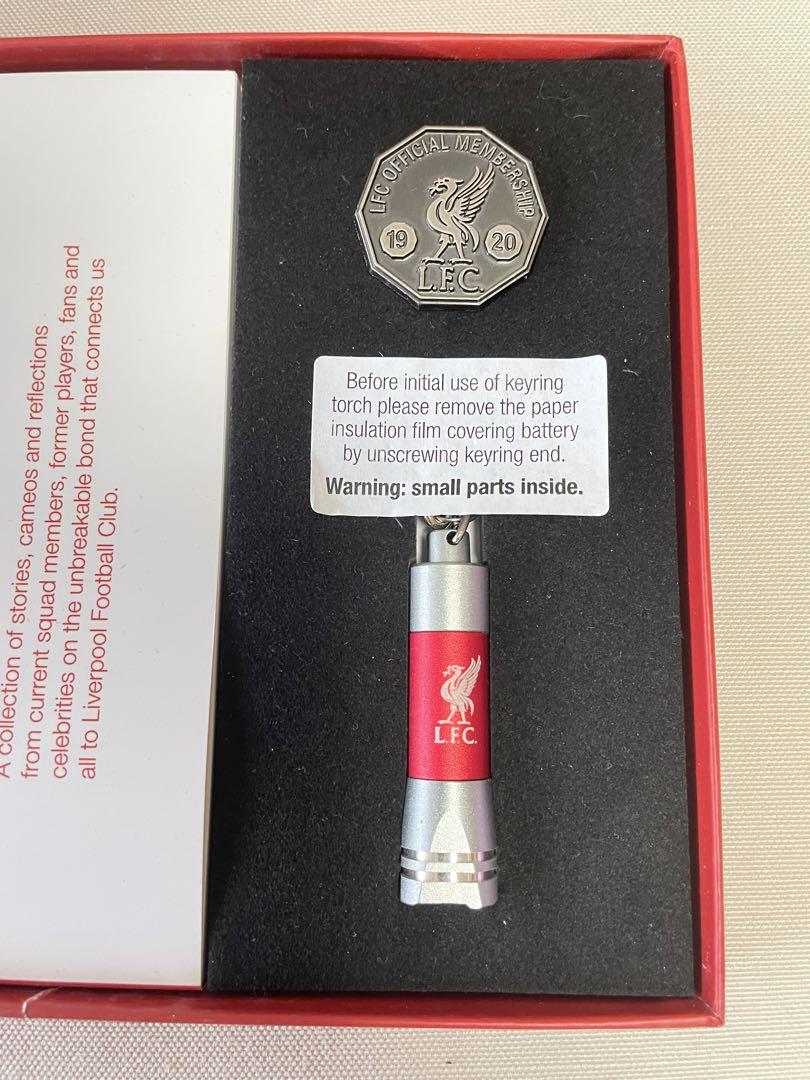 A collection of stories, cameos and reflections
from current squad members, former players, fans and
celebrities on the unbreakable bond that connects us
all to Liverpool Football Club.
LFC OFFICIAL MEMBERSHIP
19 20
L.F.C.
Before initial use of keyring
torch please remove the paper
insulation film covering battery
by unscrewing keyring end.
Warning: small parts inside.
L.F.C.